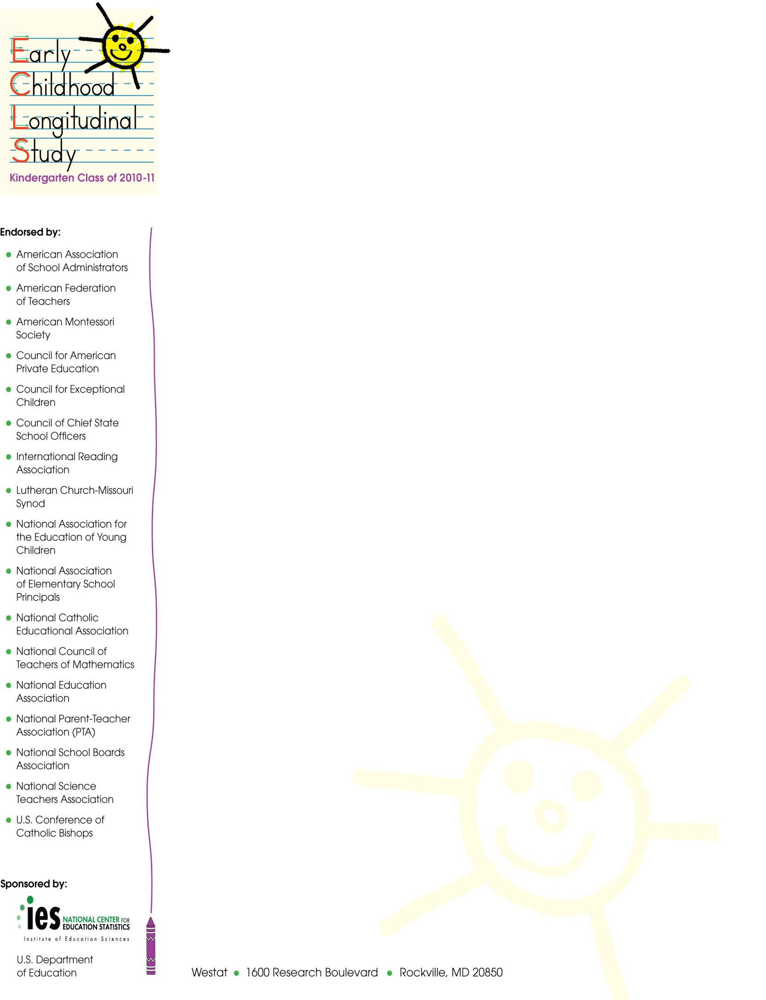 Early
Childhood
Longitudinal
Study
Kindergarten Class of 2010-11
Endorsed by:
American Association
of School Administrators
American Federation
of Teachers
American Montessori
Society
Council for American
Private Education
Council for Exceptional
Children
Council of Chief State
School Officers
International Reading
Association
Lutheran Church-Missouri
Synod
National Association for
the Education of Young
Children
National Association
of Elementary School
Principals
National Catholic
Educational Association
National Council of
Teachers of Mathematics
National Education
Association
National Parent-Teacher
Association (PTA)
National School Boards
Association
National Science
Teachers Association
U.S. Conference of
Catholic Bishops
Sponsored by:
ies NATIONAL CENTER FOR
EDUCATION STATISTICS
Institute of Education Sciences
U.S. Department
of Education
Westat ● 1600 Research Boulevard ● Rockville, MD 20850